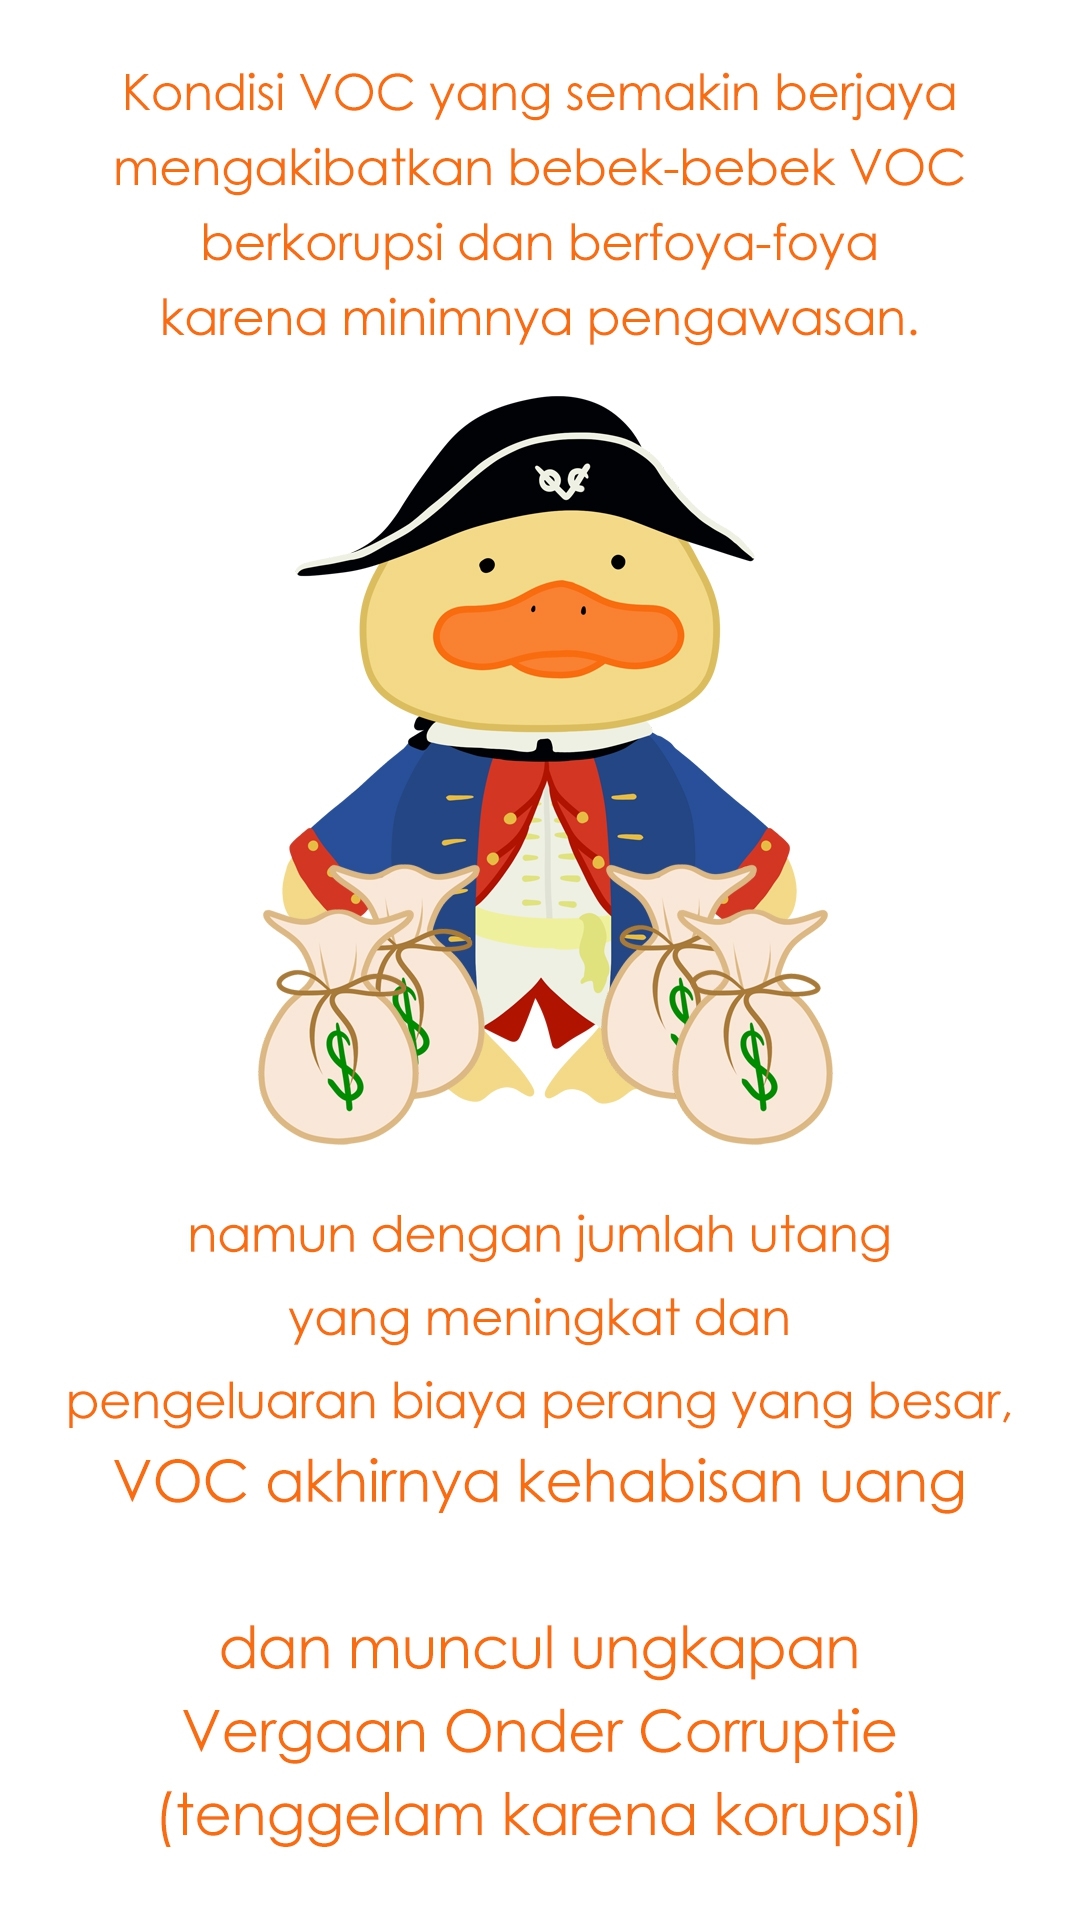 Kondisi VOC yang semakin berjaya
mengakibatkan bebek-bebek VOC
berkorupsi dan berfoya-foya
karena minimnya pengawasan.
VOC
$
$
$
$
namun dengan jumlah utang
yang meningkat dan
pengeluaran biaya perang yang besar,
VOC akhirnya kehabisan uang
dan muncul ungkapan
Vergaan Onder Corruptie
(tenggelam karena korupsi)